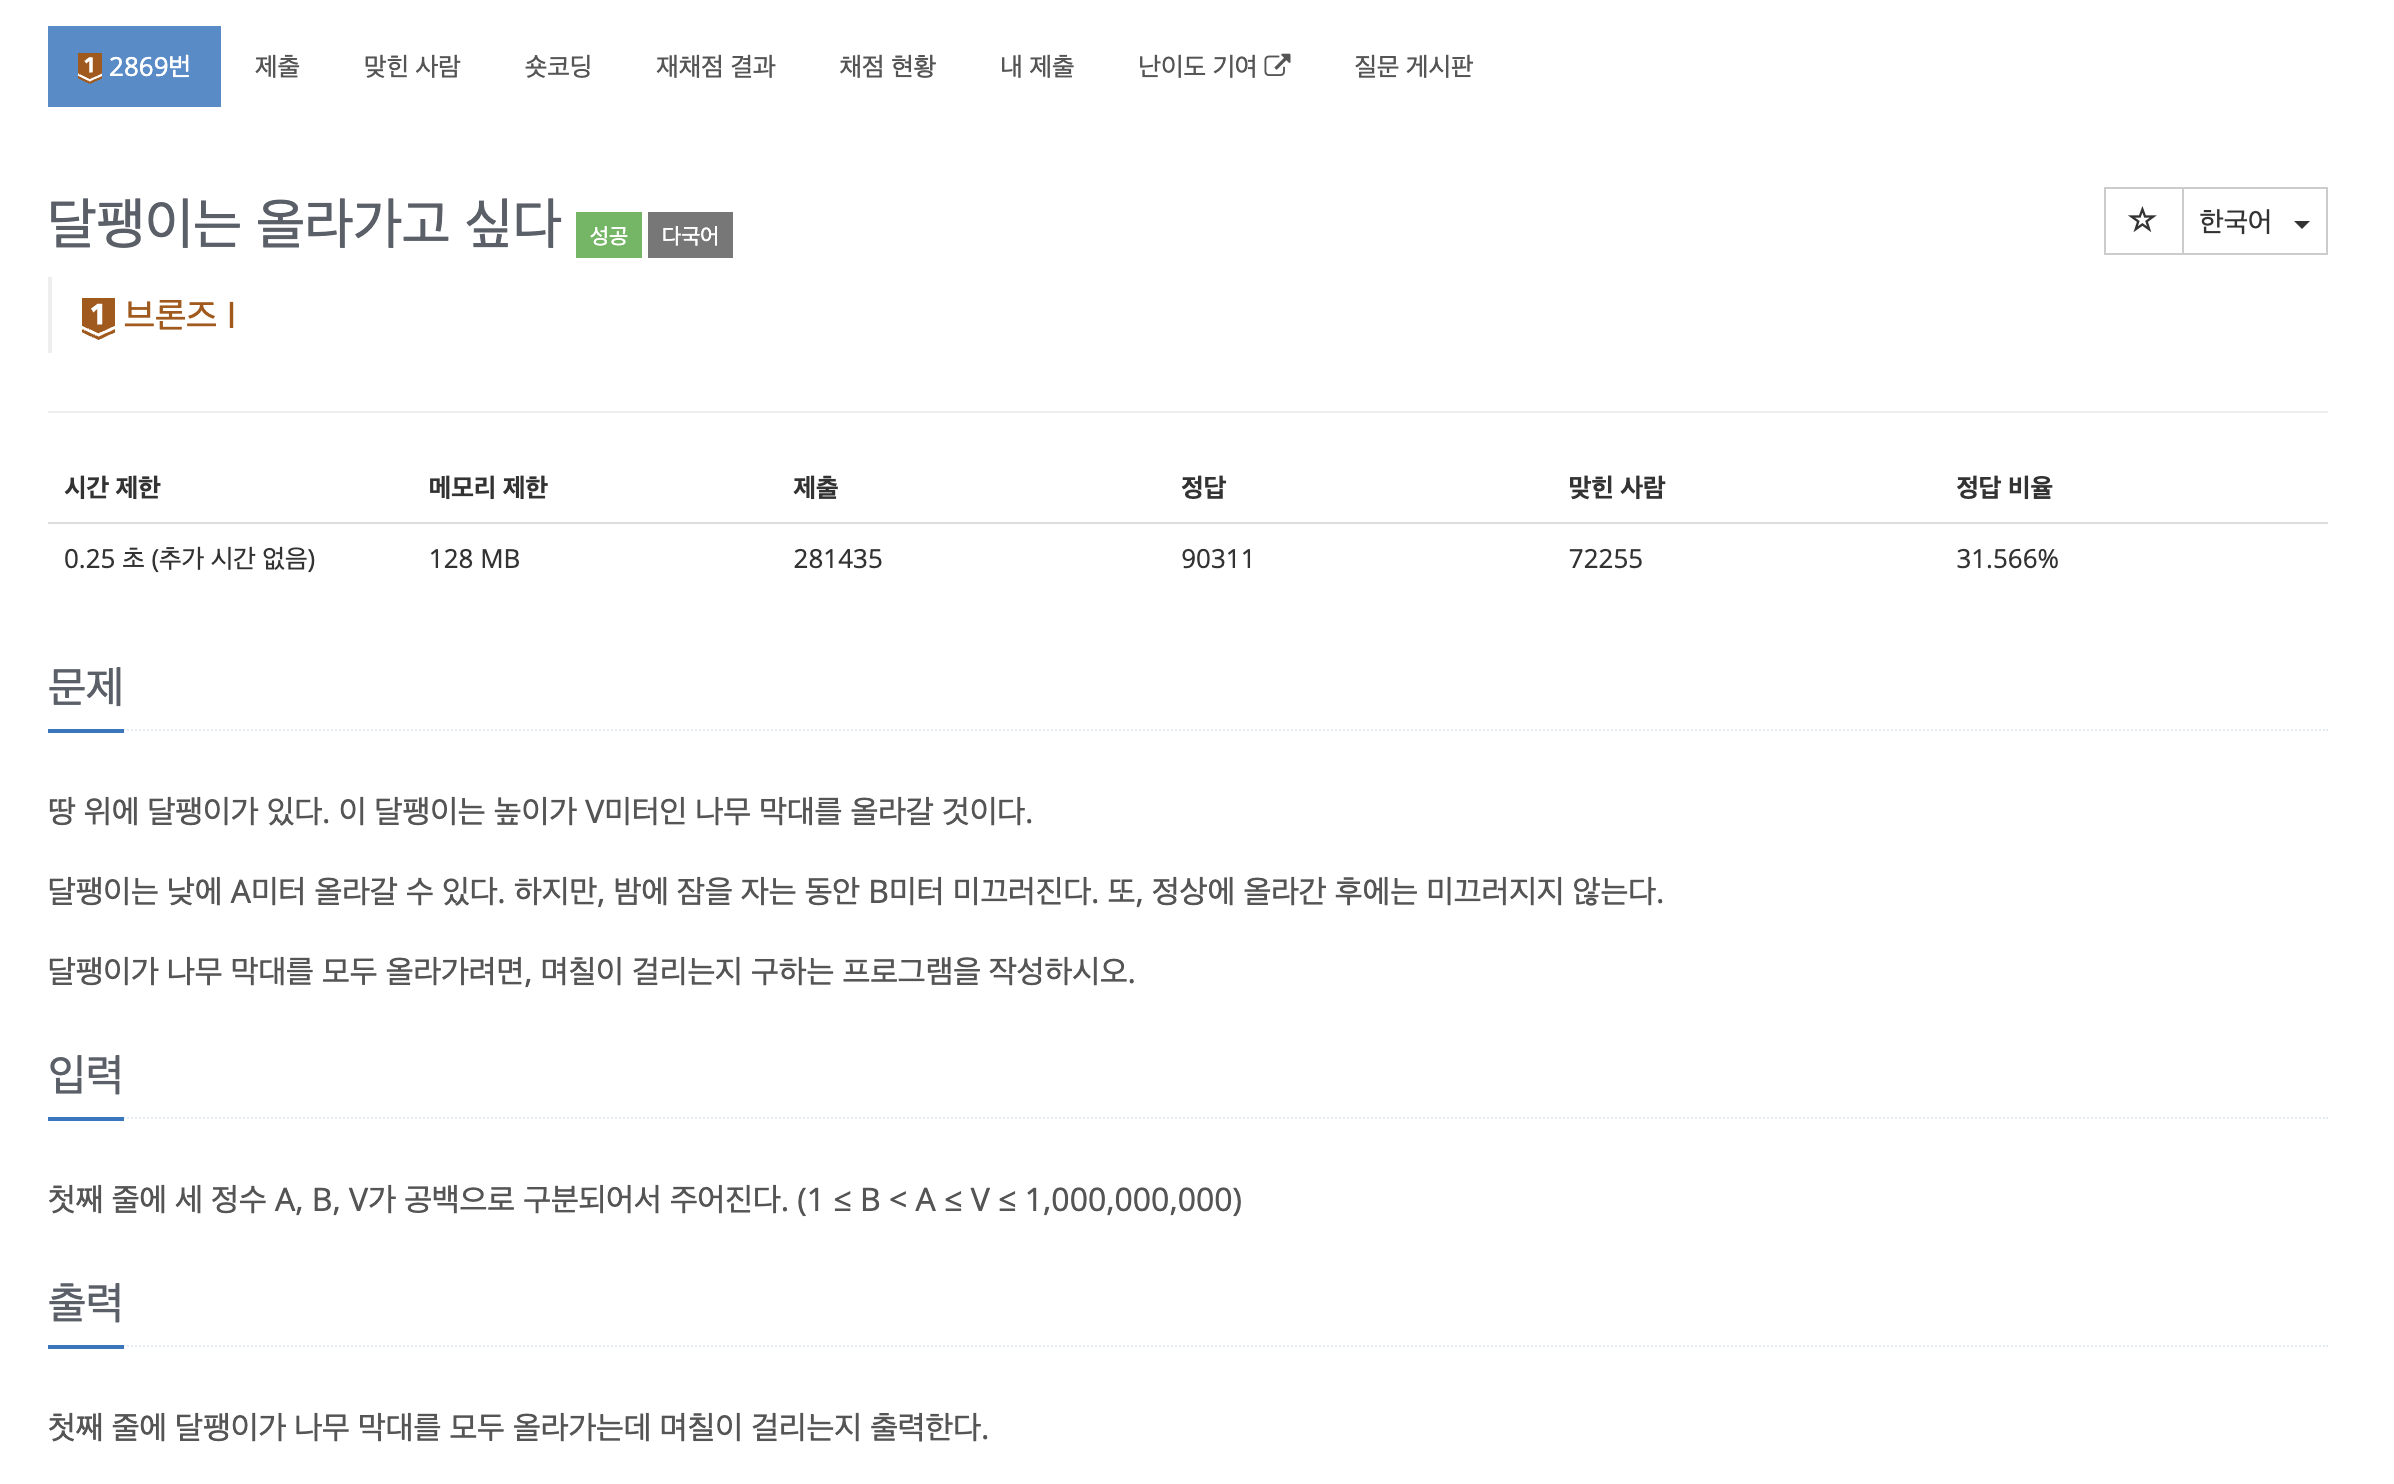 1 2869번 제출 맞힌 사람 숏코딩 재채점 결과 채점 현황 내 제출 난이도 기여 질문 게시판
달팽이는 올라가고 싶다 성공 다국어 ☆ 한국어
1 브론즈 I
시간 제한 메모리 제한 제출 정답 맞힌 사람 정답 비율
0.25 초 (추가 시간 없음) 128 MB 281435 90311 72255 31.566%
문제
땅 위에 달팽이가 있다. 이 달팽이는 높이가 V미터인 나무 막대를 올라갈 것이다.
달팽이는 낮에 A미터 올라갈 수 있다. 하지만, 밤에 잠을 자는 동안 B미터 미끄러진다. 또, 정상에 올라간 후에는 미끄러지지 않는다.
달팽이가 나무 막대를 모두 올라가려면, 며칠이 걸리는지 구하는 프로그램을 작성하시오.
입력
첫째 줄에 세 정수 A, B, V가 공백으로 구분되어서 주어진다. (1 ≤ B < A ≤ V ≤ 1,000,000,000)
출력
첫째 줄에 달팽이가 나무 막대를 모두 올라가는데 며칠이 걸리는지 출력한다.